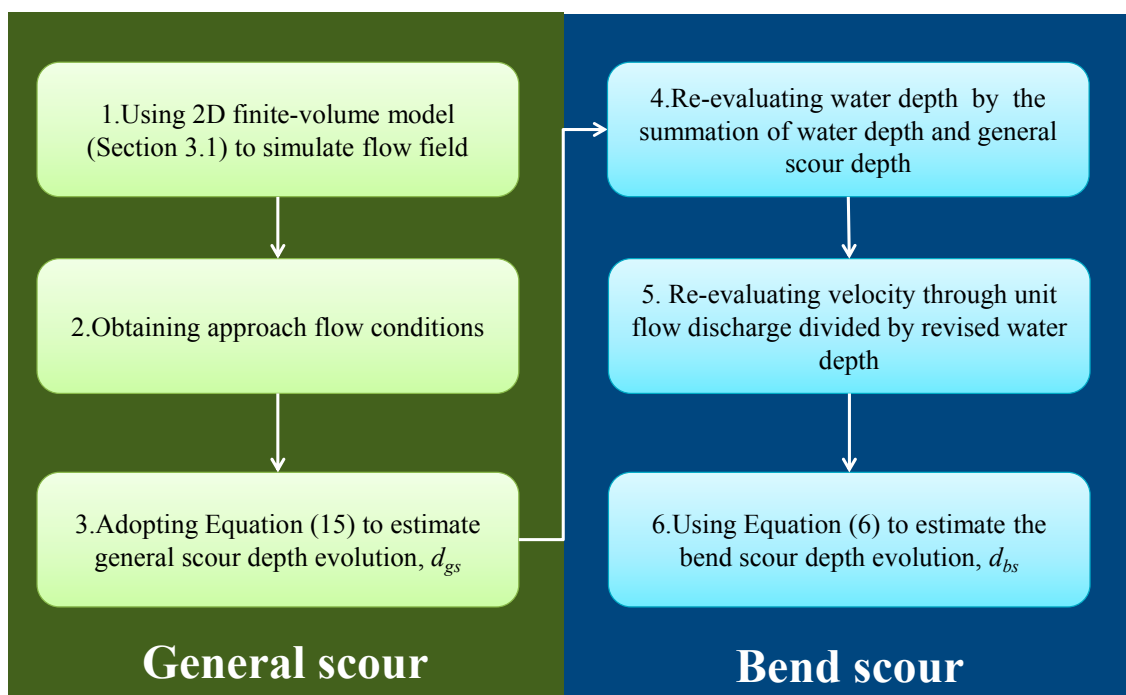 1.Using 2D finite-volume model
(Section 3.1) to simulate flow field
2.Obtaining approach flow conditions
3.Adopting Equation (15) to estimate
general scour depth evolution, dgs
General scour
4.Re-evaluating water depth by the
summation of water depth and general
scour depth
5. Re-evaluating velocity through unit
flow discharge divided by revised water
depth
6.Using Equation (6) to estimate the
bend scour depth evolution, dbs
Bend scour